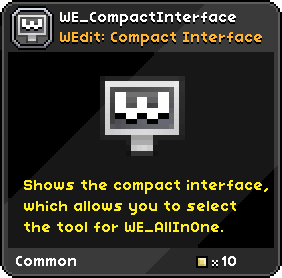 WE_CompactInterface
WEdit: Compact Interface
W
W
Shows the compact interface,
which allows you to select
the tool for WE_AllInOne.
Common
x10